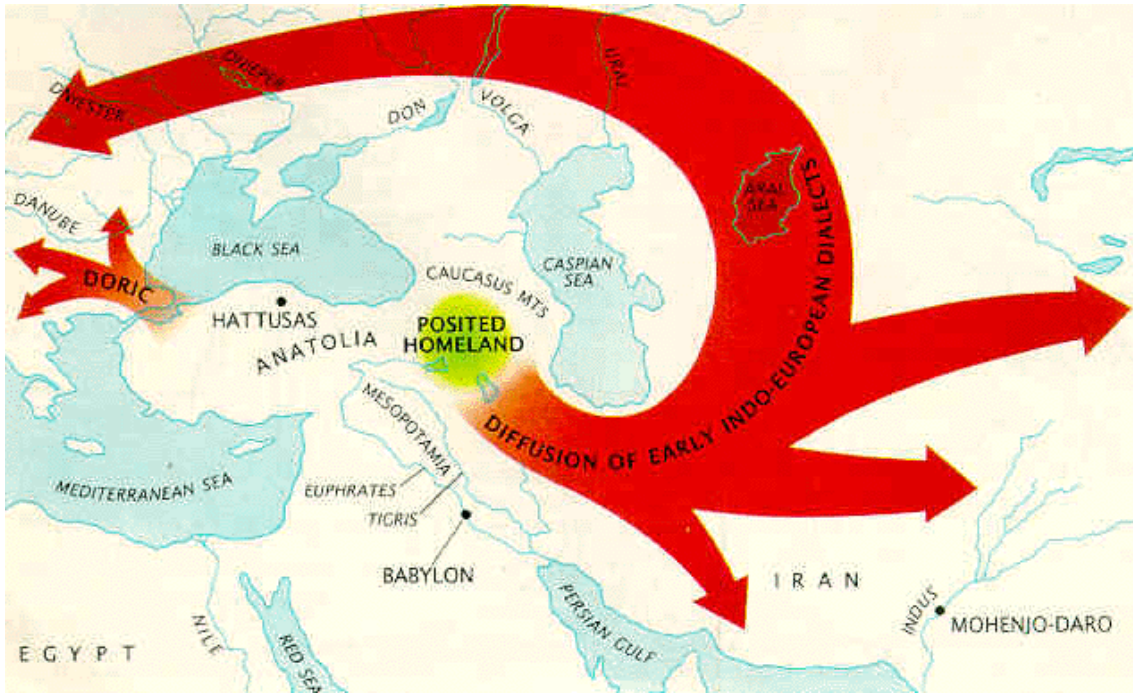 DNIEPER
DNIESTER
DON
VOLGA
URAL
ARAL
SEA
DANUBE
BLACK SEA
CASPIAN
SEA
CAUCASUS MTS
DORIC
HATTUSAS
ANATOLIA
POSITED
HOMELAND
DIFFUSION OF EARLY INDO-EUROPEAN DIALECTS
MESOPOTAMIA
MEDITERRANEAN SEA
EUPHRATES
TIGRIS
BABYLON
IRAN
PERSIAN GULF
INDUS
MOHENJO-DARO
NILE
RED SEA
EGYPT